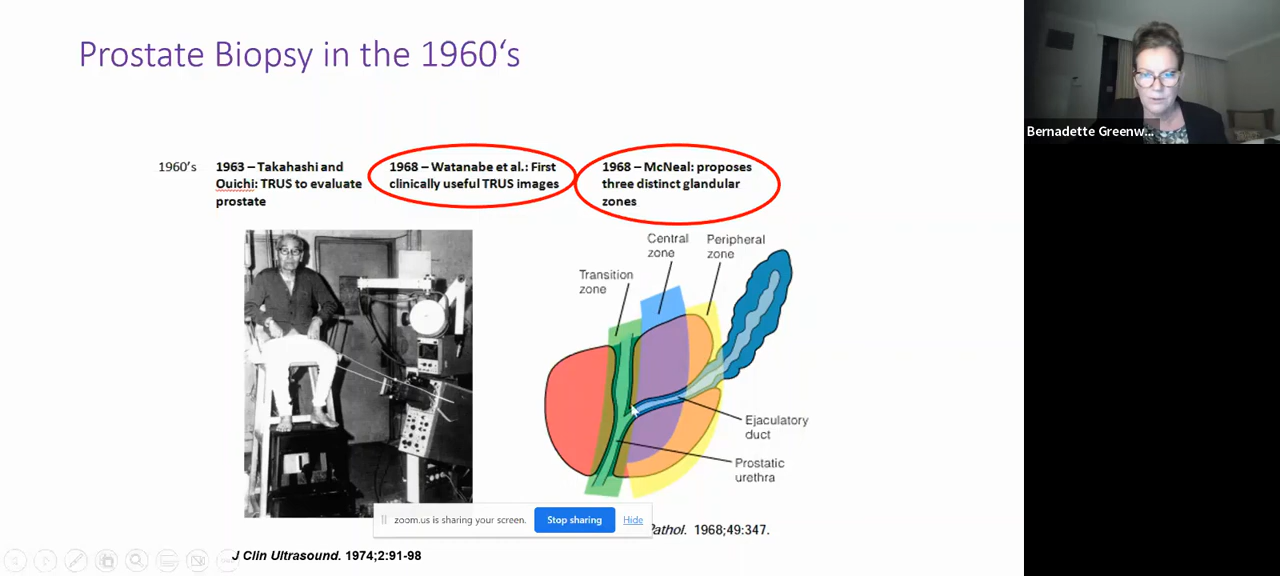 Prostate Biopsy in the 1960's
Bernadette Greenw...
1960's
1963 – Takahashi and
Ouichi: TRUS to evaluate
prostate
1968 – Watanabe et al.: First
clinically useful TRUS images
1968 – McNeal: proposes
three distinct glandular
zones
Central
zone
Peripheral
zone
Transition
zone
Ejaculatory
duct
Prostatic
urethra
zoom.us is sharing your screen.
Stop sharing
Hide
Pathol. 1968;49:347.
J Clin Ultrasound. 1974;2:91-98